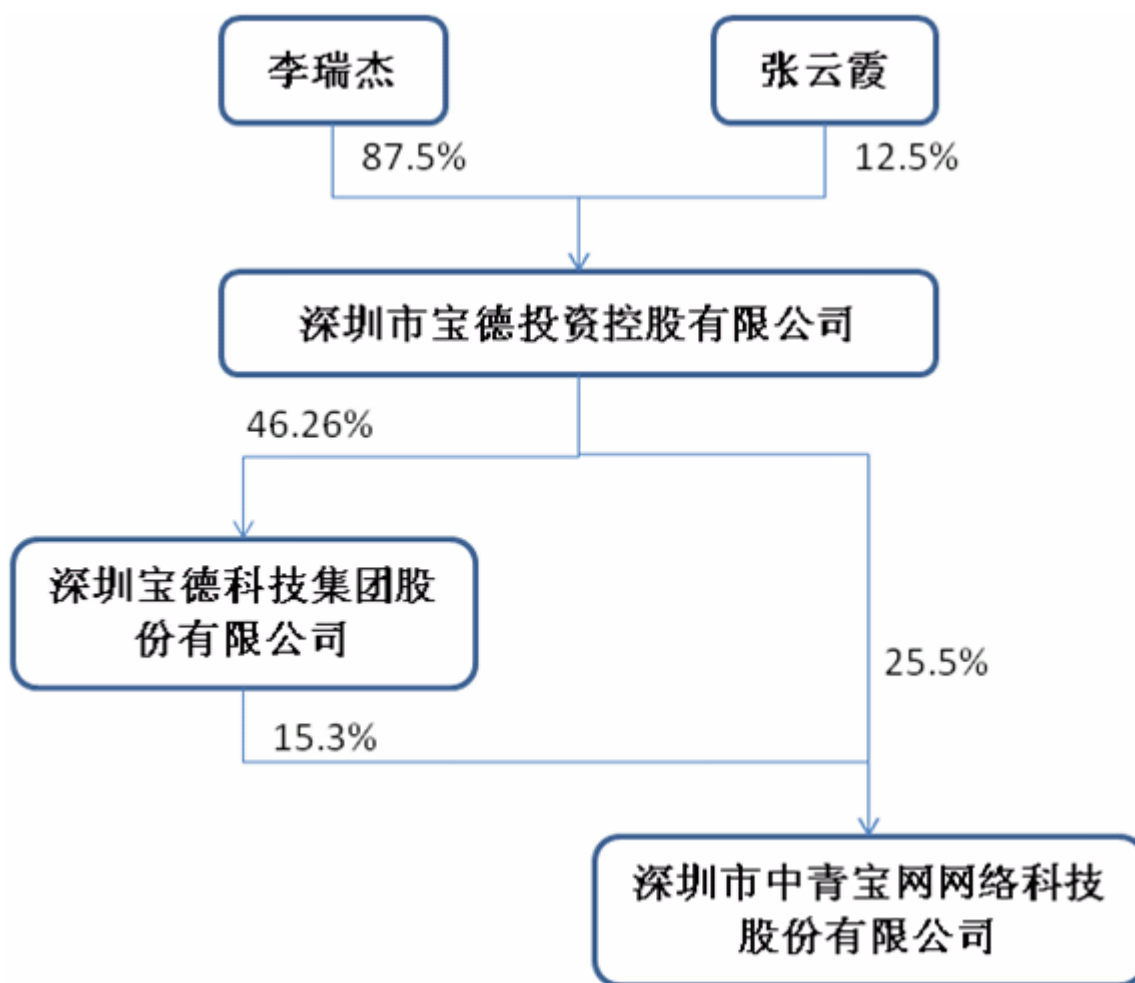 李瑞杰
张云霞
87.5%
12.5%
深圳市宝德投资控股有限公司
46.26%
深圳宝德科技集团股
份有限公司
25.5%
15.3%
深圳市中青宝网网络科技
股份有限公司